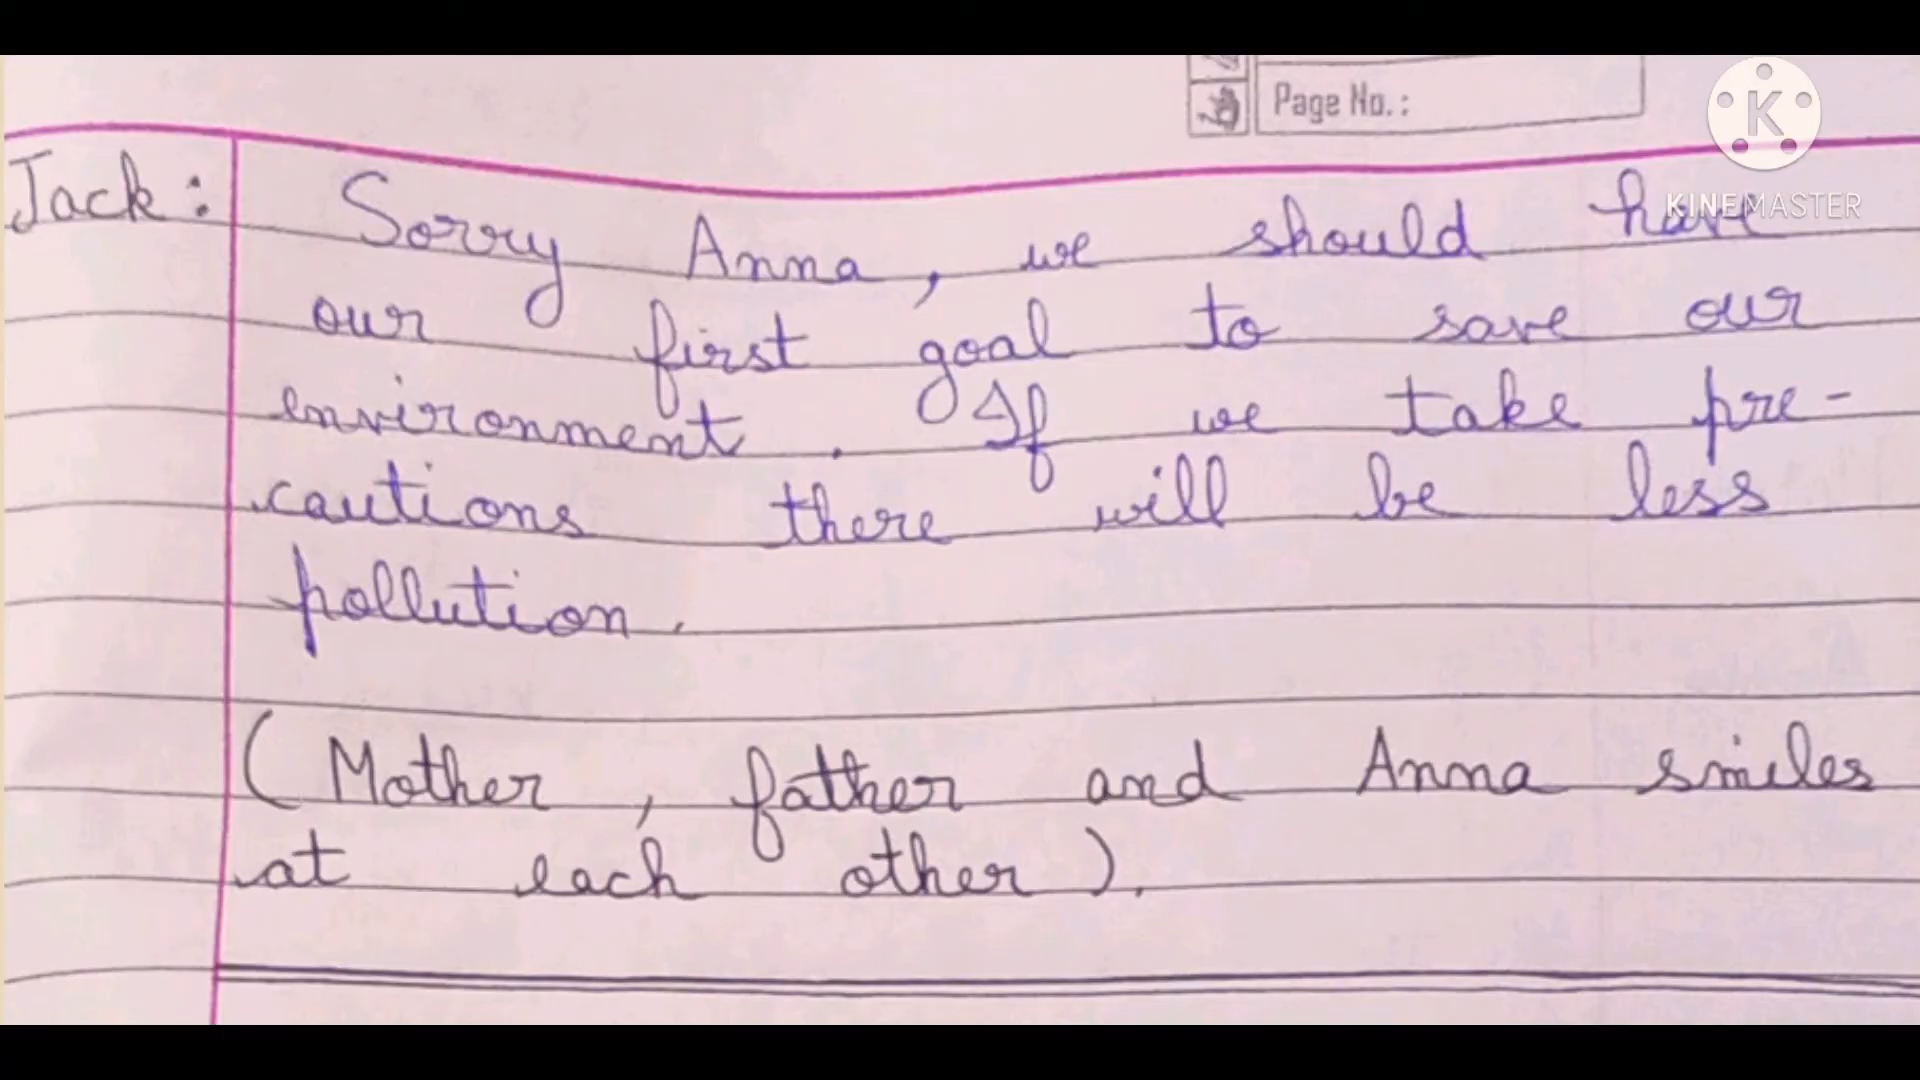 Page No.:
K
KINEMASTER
Jack: Sorry Anna, we should have
our first goal to save our
environment. If we take pre-
cautions there will be less
pollution.
(Mother, father and Anna smiles
at each other).